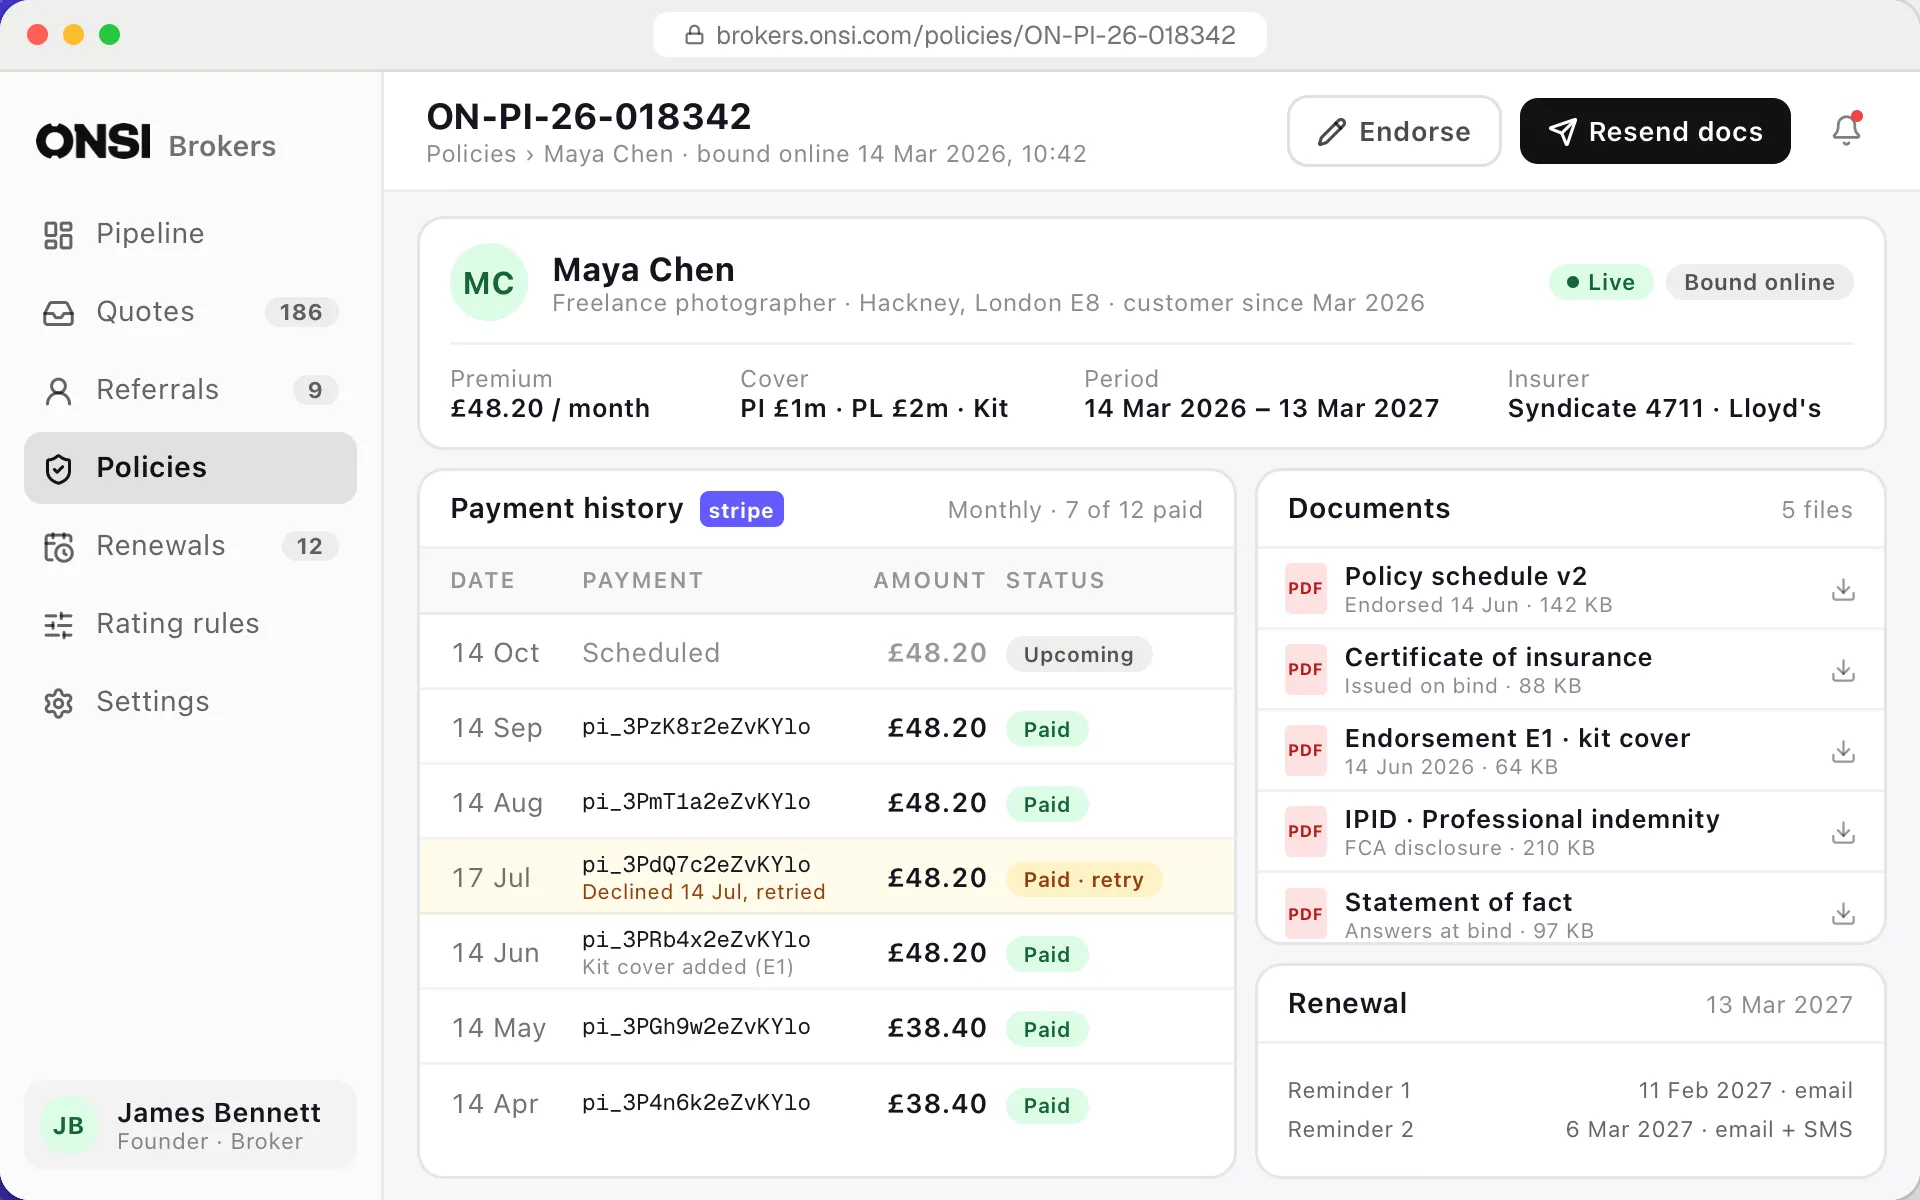 brokers.onsi.com/policies/ON-PI-26-018342
ONSI Brokers
Pipeline
Quotes 186
Referrals 9
Policies
Renewals 12
Rating rules
Settings
JB
James Bennett
Founder · Broker
ON-PI-26-018342
Policies › Maya Chen · bound online 14 Mar 2026, 10:42
Endorse
Resend docs
MC
Maya Chen
Freelance photographer · Hackney, London E8 · customer since Mar 2026
Live
Bound online
Premium
£48.20 / month
Cover
PI £1m · PL £2m · Kit
Period
14 Mar 2026 – 13 Mar 2027
Insurer
Syndicate 4711 · Lloyd's
Payment history stripe Monthly · 7 of 12 paid
DATE PAYMENT AMOUNT STATUS
14 Oct Scheduled £48.20 Upcoming
14 Sep pi_3PzK8r2eZvKYlo £48.20 Paid
14 Aug pi_3PmT1a2eZvKYlo £48.20 Paid
17 Jul pi_3PdQ7c2eZvKYlo £48.20 Paid · retry
Declined 14 Jul, retried
14 Jun pi_3PRb4x2eZvKYlo £48.20 Paid
Kit cover added (E1)
14 May pi_3PGh9w2eZvKYlo £38.40 Paid
14 Apr pi_3P4n6k2eZvKYlo £38.40 Paid
Documents 5 files
PDF Policy schedule v2
Endorsed 14 Jun · 142 KB
PDF Certificate of insurance
Issued on bind · 88 KB
PDF Endorsement E1 · kit cover
14 Jun 2026 · 64 KB
PDF IPID · Professional indemnity
FCA disclosure · 210 KB
PDF Statement of fact
Answers at bind · 97 KB
Renewal 13 Mar 2027
Reminder 1 11 Feb 2027 · email
Reminder 2 6 Mar 2027 · email + SMS